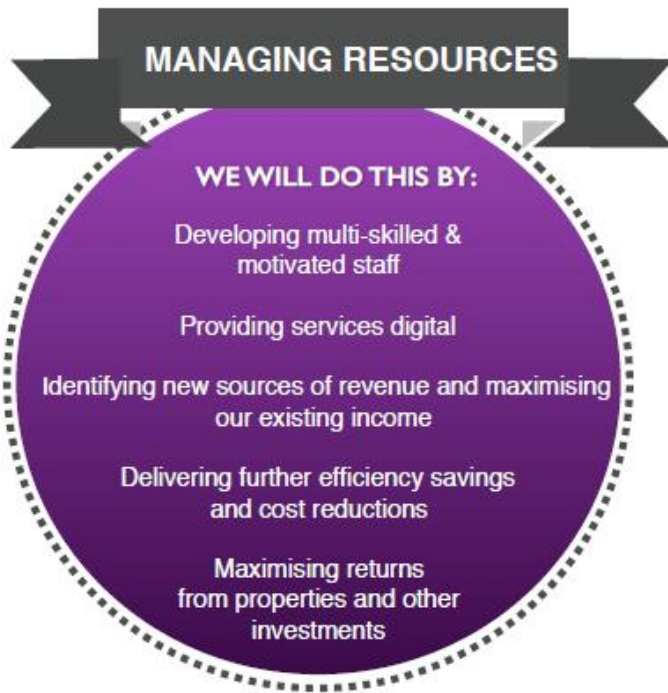 MANAGING RESOURCES
WE WILL DO THIS BY:
Developing multi-skilled &
motivated staff
Providing services digital
Identifying new sources of revenue and maximising
our existing income
Delivering further efficiency savings
and cost reductions
Maximising returns
from properties and other
investments